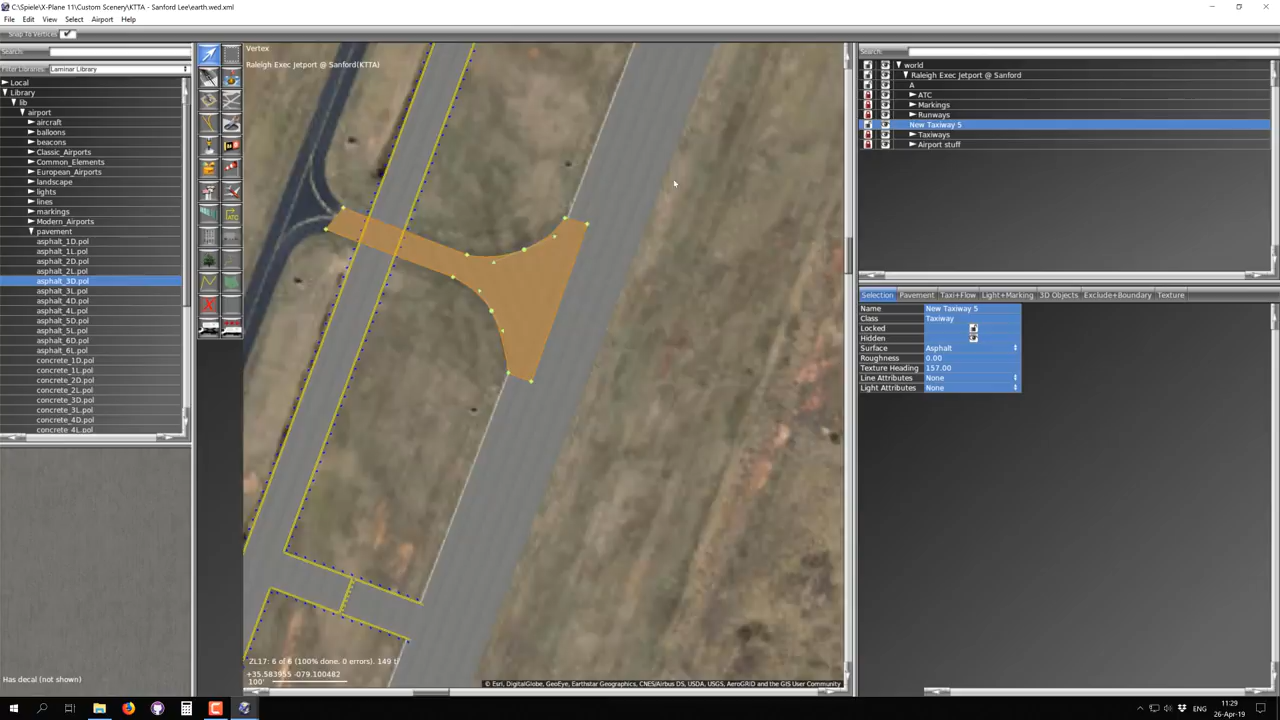 C:\Spiele\X-Plane 11\Custom Scenery\KTTA - Sanford Lee\earth.wed.xml
File Edit View Select Airport Help
Snap To Vertices
Search:
Filter Libraries: Laminar Library
Local
Library
lib
airport
aircraft
balloons
beacons
Classic_Airports
Common_Elements
European_Airports
landscape
lights
lines
markings
Modern_Airports
pavement
asphalt_1D.pol
asphalt_1L.pol
asphalt_2D.pol
asphalt_2L.pol
asphalt_3D.pol
asphalt_3L.pol
asphalt_4D.pol
asphalt_4L.pol
asphalt_5D.pol
asphalt_5L.pol
asphalt_6D.pol
asphalt_6L.pol
concrete_1D.pol
concrete_1L.pol
concrete_2D.pol
concrete_2L.pol
concrete_3D.pol
concrete_3L.pol
concrete_4D.pol
concrete_4L.pol
Has decal (not shown)
ATC
Vertex
Raleigh Exec Jetport @ Sanford(KTTA)
ZL17: 6 of 6 (100% done, 0 errors). 149 t
+35.583955 -079.100482
100'
© Esri, DigitalGlobe, GeoEye, Earthstar Geographics, CNES/Airbus DS, USDA, USGS, AeroGRID and the GIS User Community
Search:
world
Raleigh Exec Jetport @ Sanford
A
ATC
Markings
Runways
New Taxiway 5
Taxiways
Airport stuff
Selection Pavement Taxi+Flow Light+Marking 3D Objects Exclude+Boundary Texture
Name New Taxiway 5
Class Taxiway
Locked
Hidden
Surface Asphalt
Roughness 0.00
Texture Heading 157.00
Line Attributes None
Light Attributes None
ENG
11:29
26-Apr-19